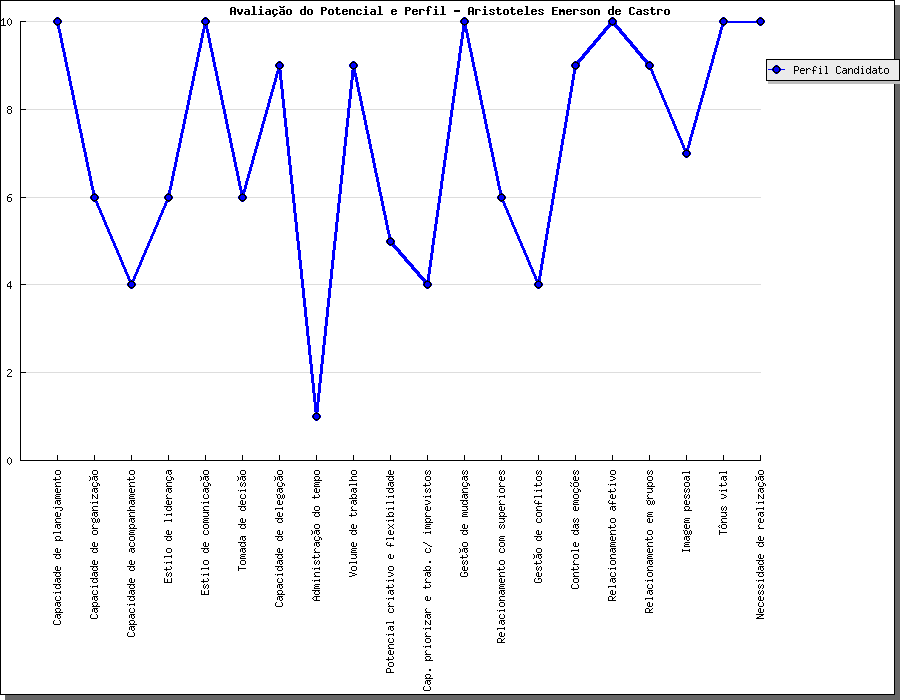 Avaliação do Potencial e Perfil - Aristoteles Emerson de Castro
10
8
6
4
2
0
Perfil Candidato
Capacidade de planejamento
Capacidade de organização
Capacidade de acompanhamento
Estilo de liderança
Estilo de comunicação
Tomada de decisão
Capacidade de delegação
Administração do tempo
Volume de trabalho
Potencial criativo e flexibilidade
Cap. priorizar e trab. c/ imprevistos
Gestão de mudanças
Relacionamento com superiores
Gestão de conflitos
Controle das emoções
Relacionamento afetivo
Relacionamento em grupos
Imagem pessoal
Tônus vital
Necessidade de realização